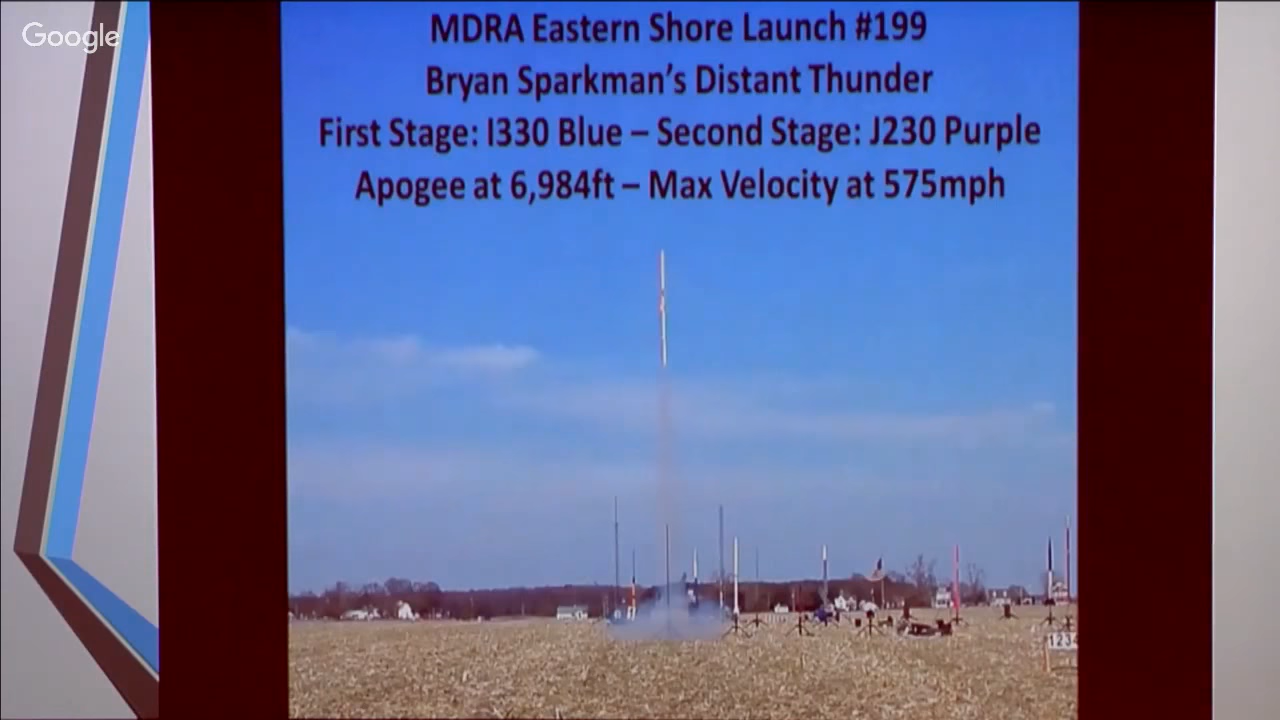 Google
MDRA Eastern Shore Launch #199
Bryan Sparkman’s Distant Thunder
First Stage: I330 Blue – Second Stage: J230 Purple
Apogee at 6,984ft – Max Velocity at 575mph
1234